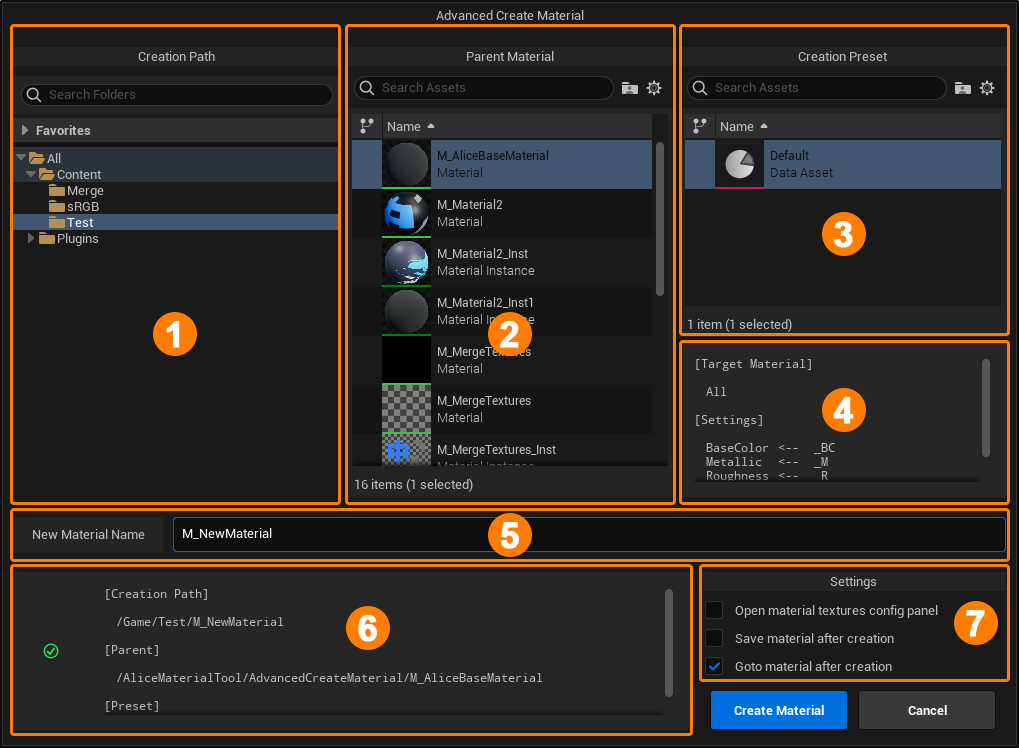 Advanced Create Material
Creation Path
Search Folders
Favorites
All
Content
Merge
sRGB
Test
Plugins
1
Parent Material
Search Assets
Name
M_AliceBaseMaterial
Material
M_Material2
Material
M_Material2_Inst
Material Instance
M_Material2_Inst1
Material Instance
M_MergeTextures
Material
M_MergeTextures
Material
M_MergeTextures_Inst
Material Instance
16 items (1 selected)
2
Creation Preset
Search Assets
Name
Default
Data Asset
3
1 item (1 selected)
[Target Material]
All
[Settings]
BaseColor <-- _BC
Metallic <-- _M
Roughness <-- _R
4
New Material Name
M_NewMaterial
5
[Creation Path]
/Game/Test/M_NewMaterial
[Parent]
/AliceMaterialTool/AdvancedCreateMaterial/M_AliceBaseMaterial
[Preset]
6
Settings
Open material textures config panel
Save material after creation
Goto material after creation
7
Create Material
Cancel